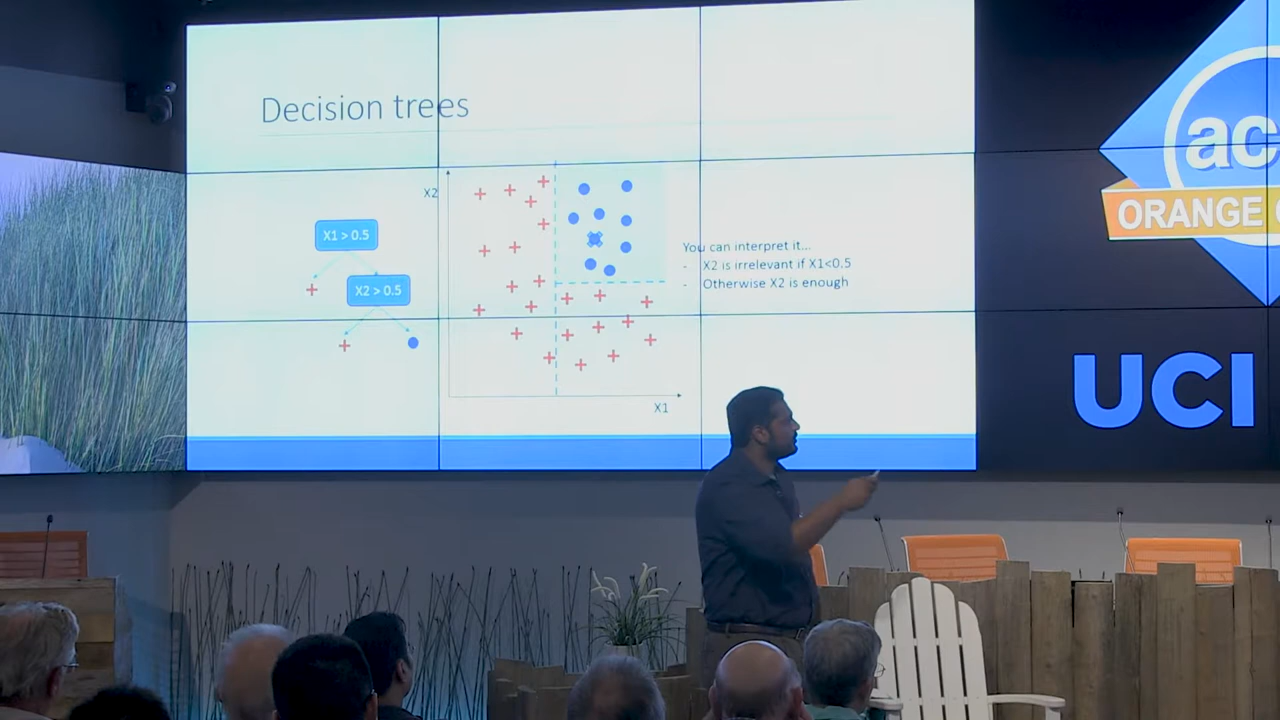 Decision trees
X2
X1 > 0.5
X2 > 0.5
You can interpret it...
- X2 is irrelevant if X1<0.5
- Otherwise X2 is enough
X1
ac
ORANGE
UCI